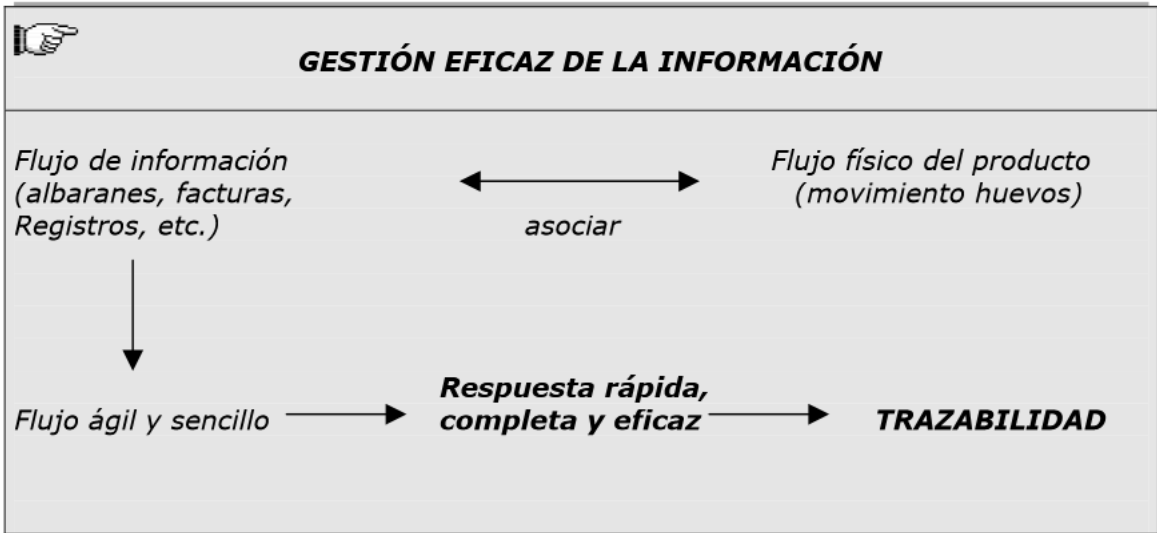 GESTIÓN EFICAZ DE LA INFORMACIÓN
Flujo de información
(albaranes, facturas,
Registros, etc.)
asociar
Flujo físico del producto
(movimiento huevos)
Flujo ágil y sencillo
Respuesta rápida,
completa y eficaz
TRAZABILIDAD